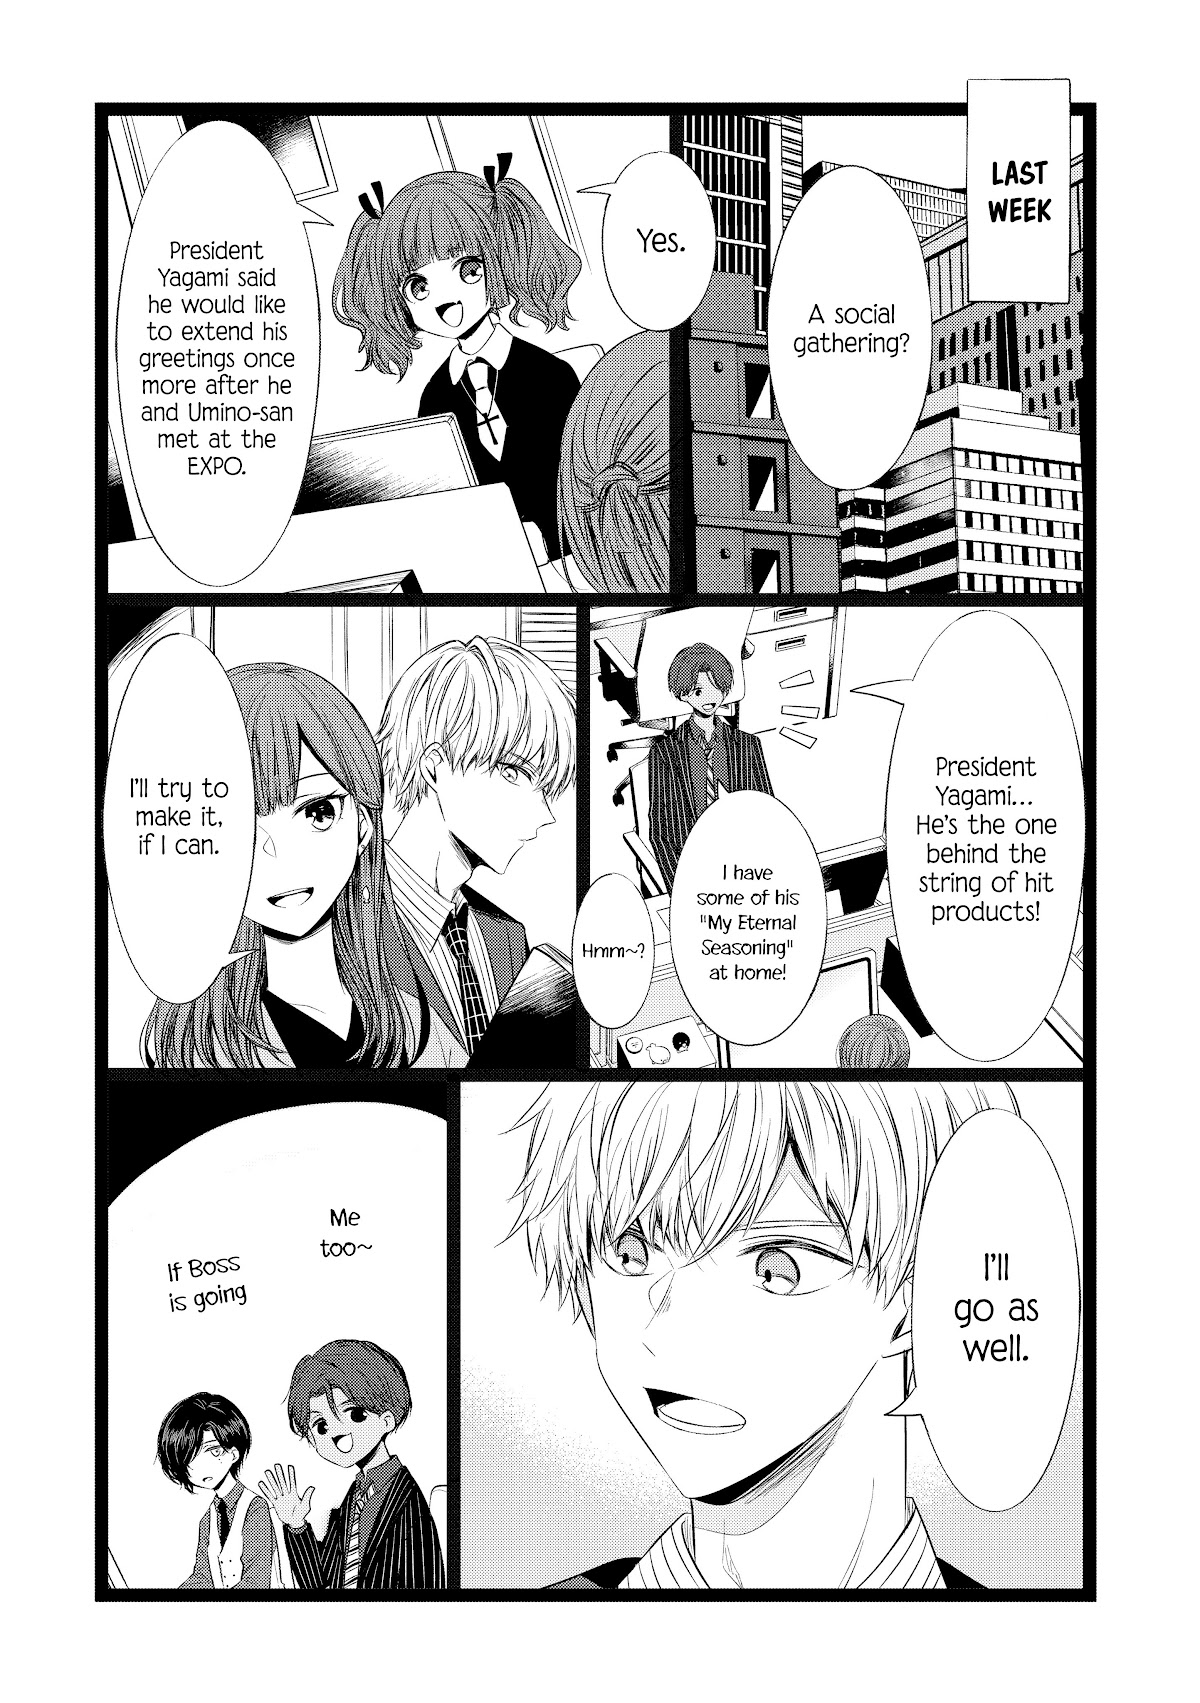 LAST
WEEK
A social
gathering?
Yes.
President
Yagami said
he would like
to extend his
greetings once
more after he
and Umino-san
met at the
EXPO.
President
Yagami...
He's the one
behind the
string of hit
products!
I have
some of his
"My Eternal
Seasoning"
at home!
Hmm~?
I'll try to
make it,
if I can.
I'll
go as
well.
Me
too~
If Boss
is going